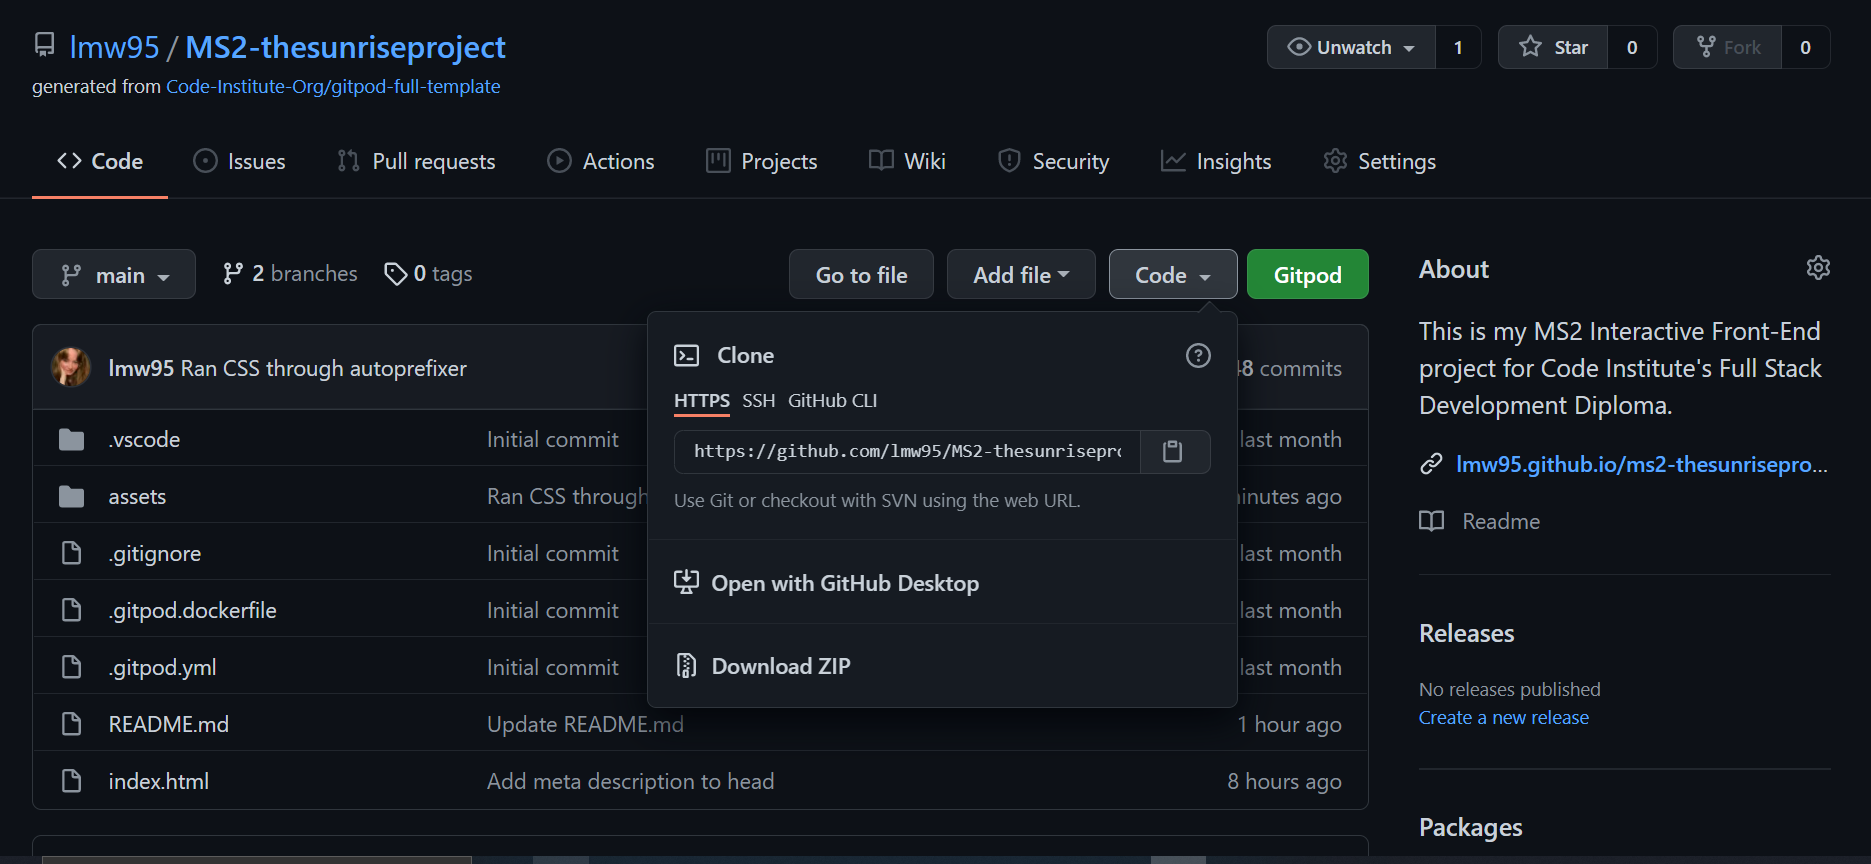 lmw95 / MS2-thesunriseproject
generated from Code-Institute-Org/gitpod-full-template
Unwatch 1
Star 0
Fork 0
Code
Issues
Pull requests
Actions
Projects
Wiki
Security
Insights
Settings
main
2 branches
0 tags
Go to file
Add file
Code
Gitpod
lmw95 Ran CSS through autoprefixer
48 commits
.vscode Initial commit last month
assets Ran CSS through minutes ago
.gitignore Initial commit last month
.gitpod.dockerfile Initial commit last month
.gitpod.yml Initial commit last month
README.md Update README.md 1 hour ago
index.html Add meta description to head 8 hours ago
Clone
HTTPS SSH GitHub CLI
https://github.com/lmw95/MS2-thesunrisepro
Use Git or checkout with SVN using the web URL.
Open with GitHub Desktop
Download ZIP
About
This is my MS2 Interactive Front-End
project for Code Institute's Full Stack
Development Diploma.
lmw95.github.io/ms2-thesunrisepro...
Readme
Releases
No releases published
Create a new release
Packages